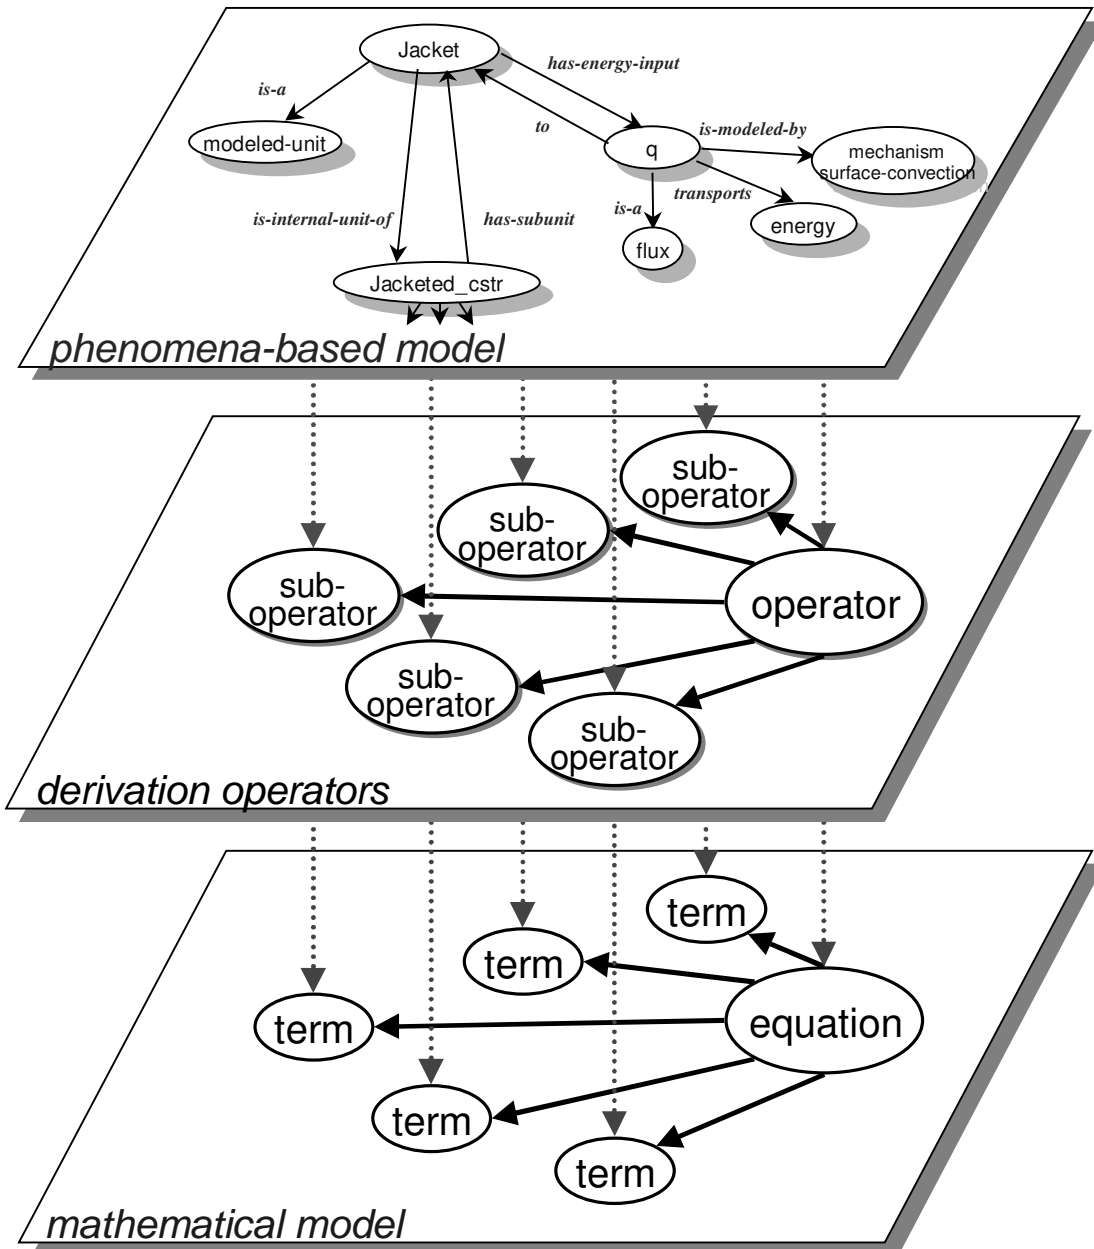 Jacket
has-energy-input
is-a
to
is-modeled-by
modeled-unit
q
mechanism
surface-convection
transports
is-a
is-internal-unit-of
has-subunit
energy
flux
Jacketed_cstr
phenomena-based model
sub-
operator
sub-
operator
sub-
operator
operator
sub-
operator
sub-
operator
derivation operators
term
term
term
equation
term
term
mathematical model